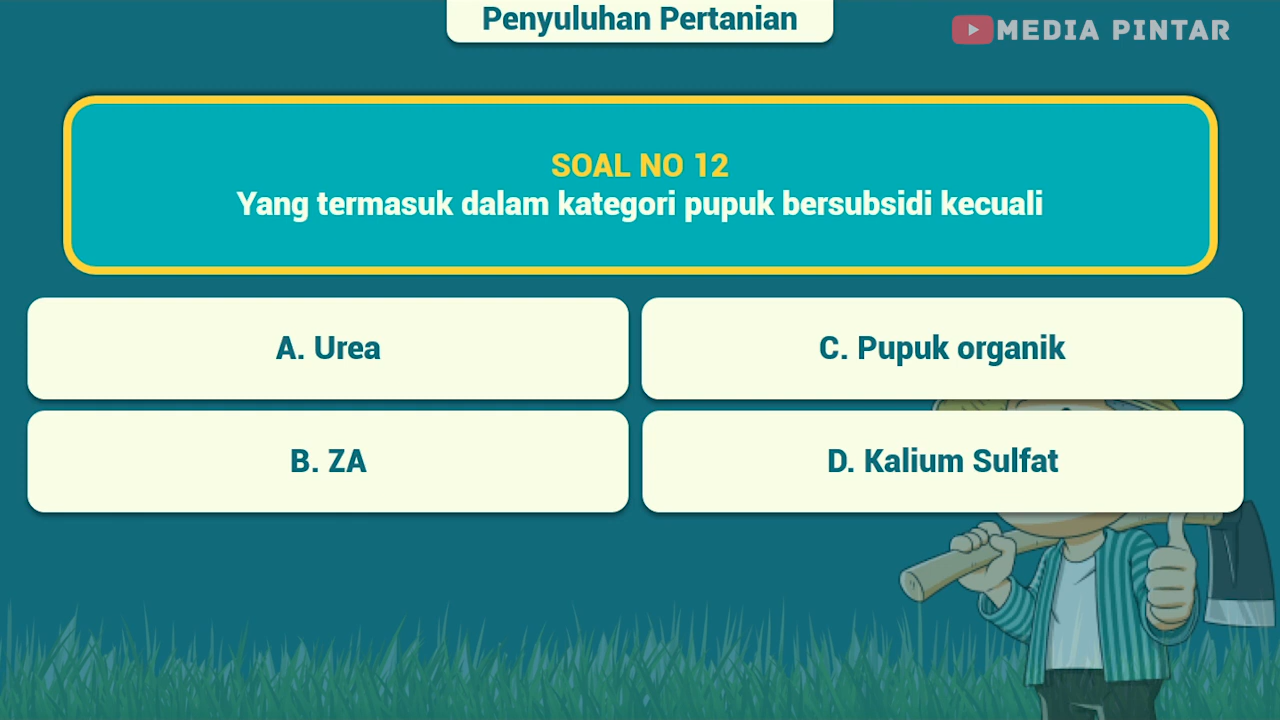 Penyuluhan Pertanian
MEDIA PINTAR
SOAL NO 12
Yang termasuk dalam kategori pupuk bersubsidi kecuali
A. Urea
C. Pupuk organik
B. ZA
D. Kalium Sulfat